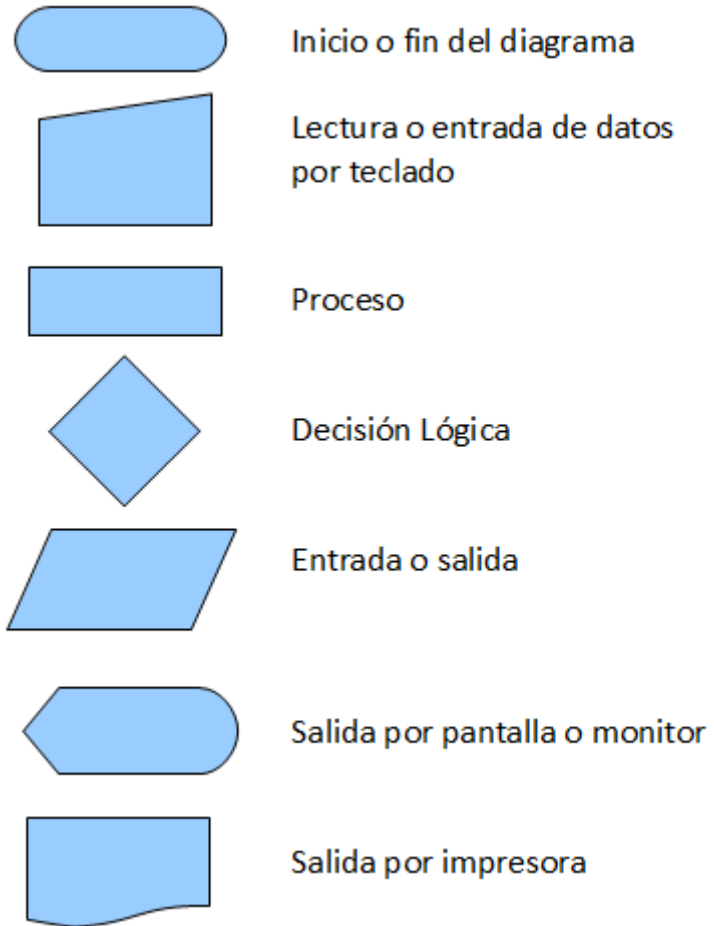 Inicio o fin del diagrama
Lectura o entrada de datos
por teclado
Proceso
Decisión Lógica
Entrada o salida
Salida por pantalla o monitor
Salida por impresora